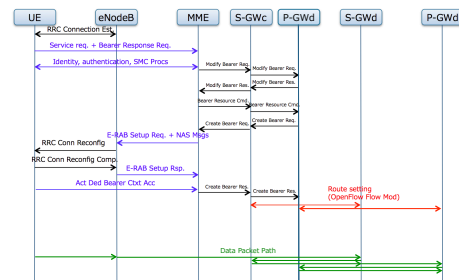 UE eNodeB MME S-GWc P-GWd S-GWd P-GWd
RRC Connection Est.
Service req. + Bearer Response Req.
Identity, authentication, SMC Procs
Modify Bearer Req.
Modify Bearer Req.
Modify Bearer Res.
Modify Bearer Res.
Bearer Resource Cmd.
Bearer Resource Cmd.
Create Bearer Req.
Create Bearer Req.
E-RAB Setup Req. + NAS Msgs
RRC Conn Reconfig
RRC Conn Reconfig Comp.
E-RAB Setup Rsp.
Act Ded Bearer Ctxt Acc
Create Bearer Res.
Create Bearer Res.
Route setting
(OpenFlow Flow Mod)
Data Packet Path